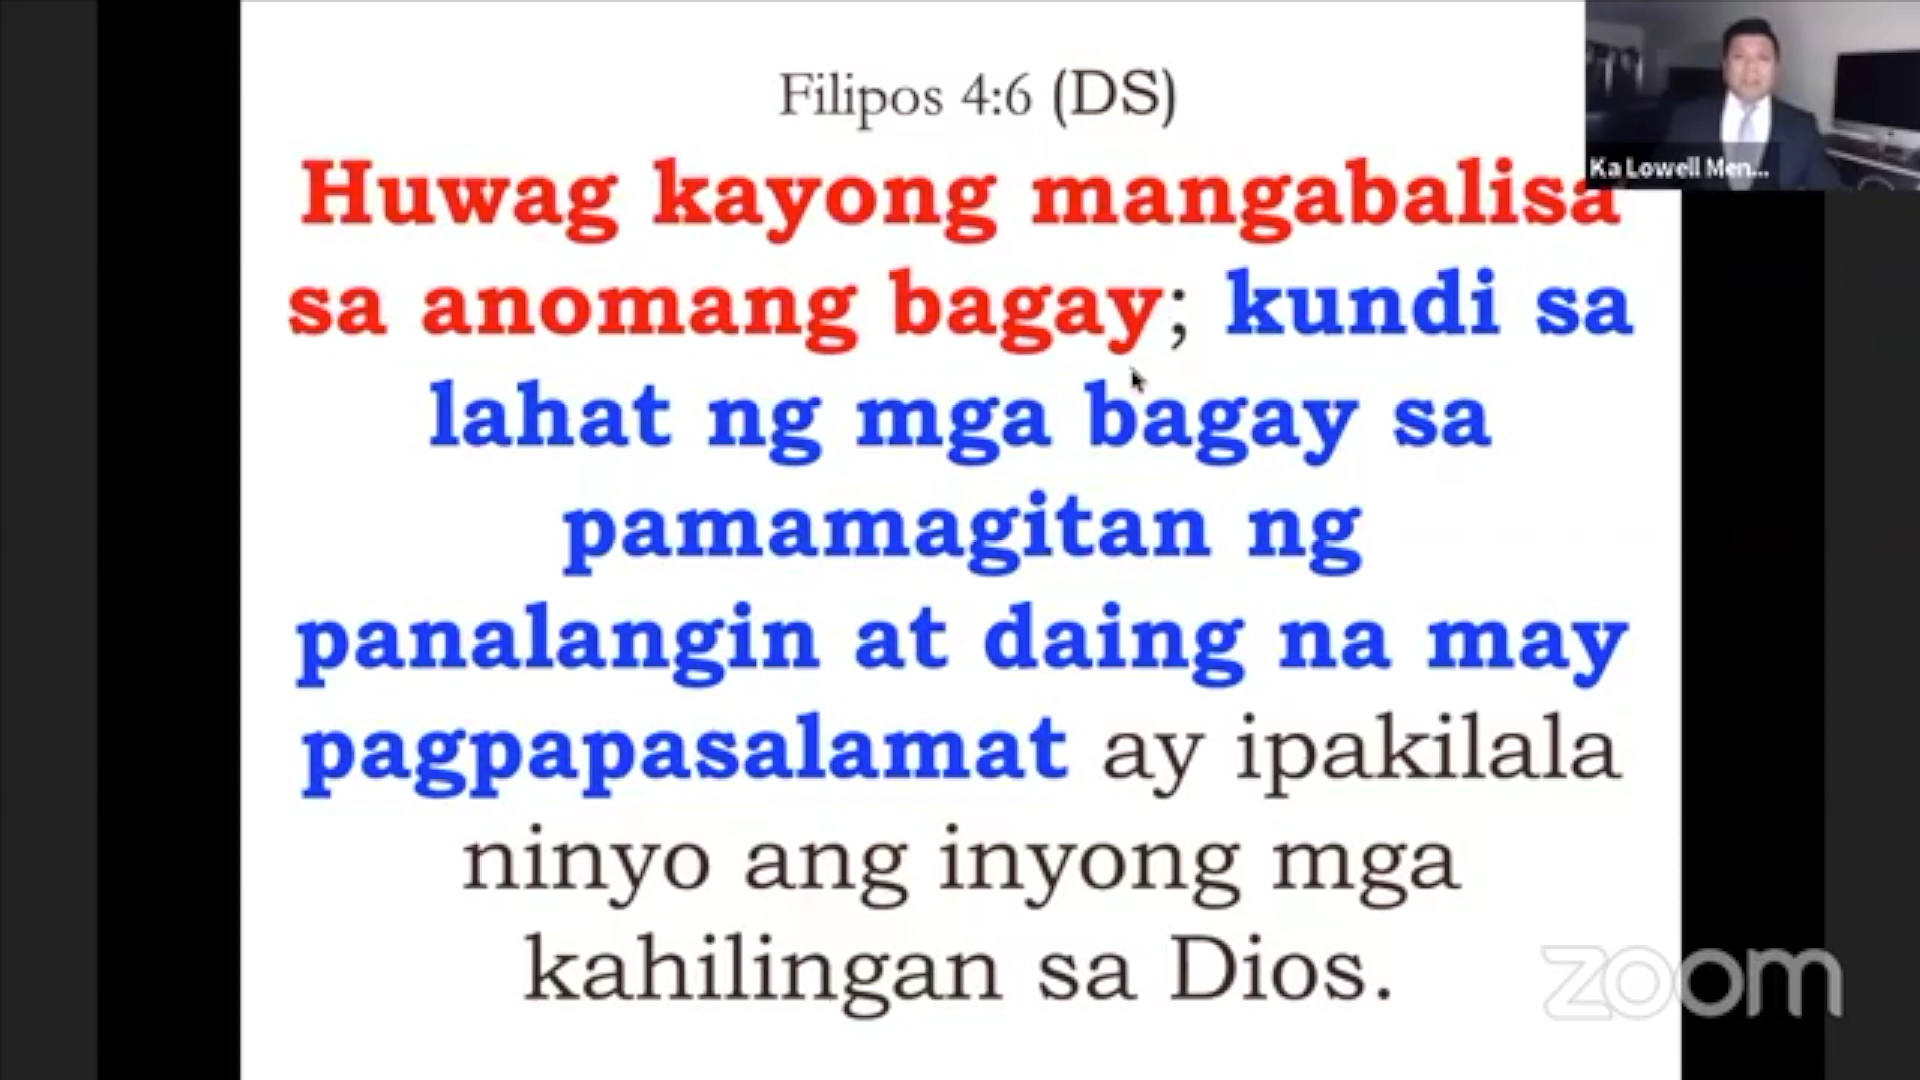 Filipos 4:6 (DS)
Huwag kayong mangabalisa
sa anomang bagay; kundi sa
lahat ng mga bagay sa
pamamagitan ng
panalangin at daing na may
pagpapasalamat ay ipakilala
ninyo ang inyong mga
kahilingan sa Dios.
Ka Lowell Men...
zoom